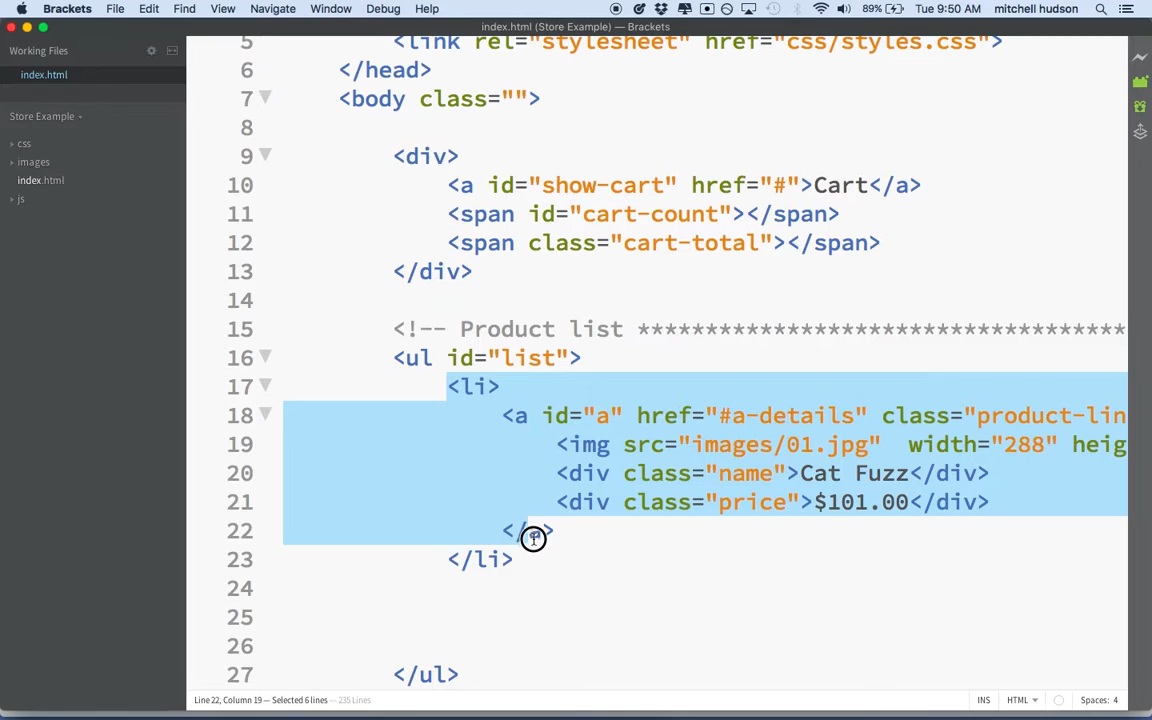 Brackets File Edit Find View Navigate Window Debug Help 89% Tue 9:50 AM mitchell hudson
index.html (Store Example) — Brackets
Working Files
index.html
Store Example
css
images
index.html
js
5 <link rel="stylesheet" href="css/styles.css">
6 </head>
7 <body class="">
8
9 <div>
10 <a id="show-cart" href="#">Cart</a>
11 <span id="cart-count"></span>
12 <span class="cart-total"></span>
13 </div>
14
15 <!-- Product list ************************************
16 <ul id="list">
17 <li>
18 <a id="a" href="#a-details" class="product-lin
19 <img src="images/01.jpg" width="288" heig
20 <div class="name">Cat Fuzz</div>
21 <div class="price">$101.00</div>
22 </a>
23 </li>
24
25
26
27 </ul>
Line 22, Column 19 — Selected 6 lines — 235 Lines INS HTML Spaces: 4